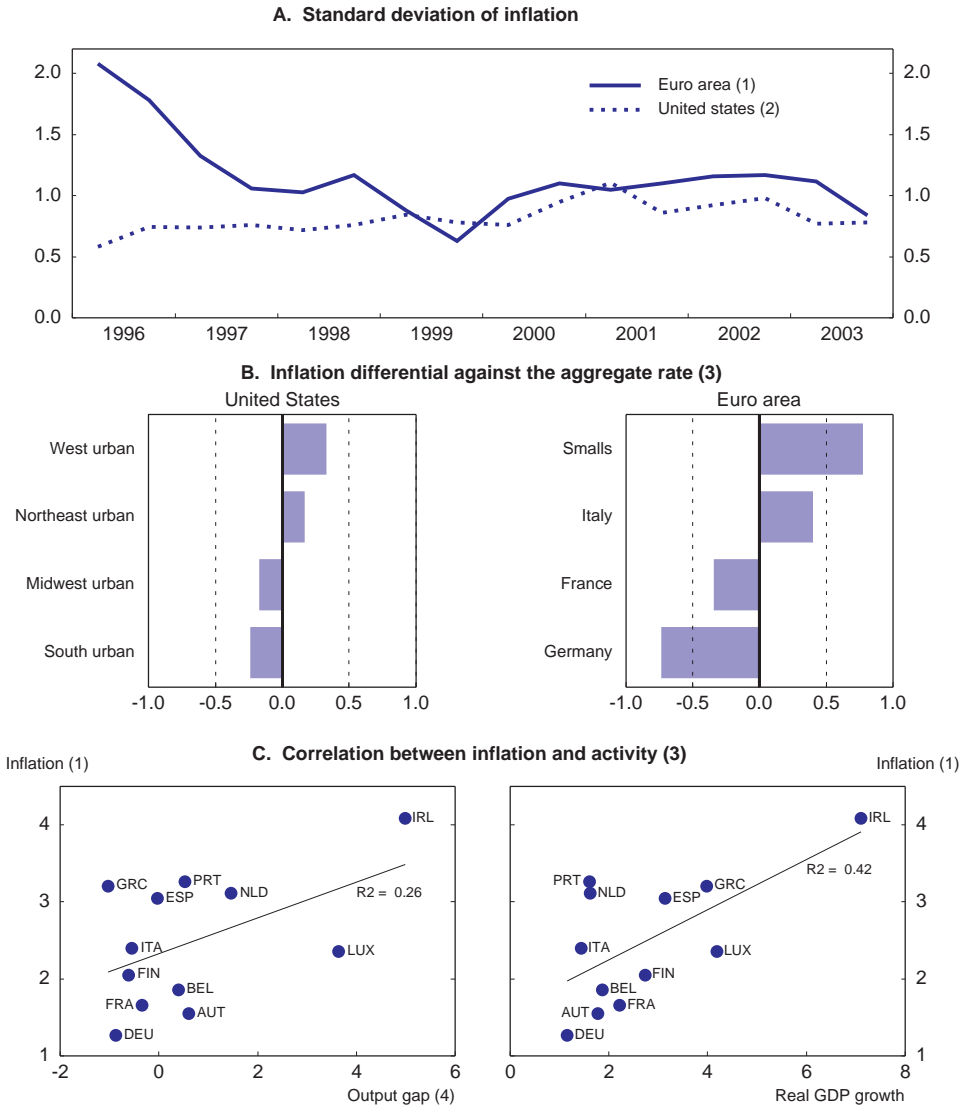 A. Standard deviation of inflation
2.0 2.0
1.5 1.5
1.0 1.0
0.5 0.5
0.0 0.0
Euro area (1)
United states (2)
1996 1997 1998 1999 2000 2001 2002 2003
B. Inflation differential against the aggregate rate (3)
United States
West urban
Northeast urban
Midwest urban
South urban
-1.0 -0.5 0.0 0.5 1.0
Euro area
Smalls
Italy
France
Germany
-1.0 -0.5 0.0 0.5 1.0
C. Correlation between inflation and activity (3)
Inflation (1)
4
3
2
1
IRL
GRC
PRT
ESP
NLD
R2 = 0.26
ITA
LUX
FIN
BEL
FRA
AUT
DEU
-2 0 2 4 6
Output gap (4)
Inflation (1)
4
3
2
1
IRL
R2 = 0.42
PRT
NLD
GRC
ESP
ITA
LUX
FIN
BEL
FRA
AUT
DEU
0 2 4 6 8
Real GDP growth